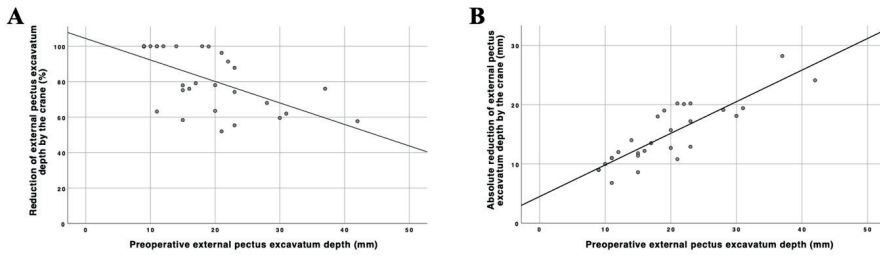 A
Reduction of external pectus excavatum
depth by the crane (%)
100
80
60
40
20
0
0 10 20 30 40 50
Preoperative external pectus excavatum depth (mm)
B
Absolute reduction of external pectus
excavatum depth by the crane (mm)
30
20
10
0
0 10 20 30 40 50
Preoperative external pectus excavatum depth (mm)